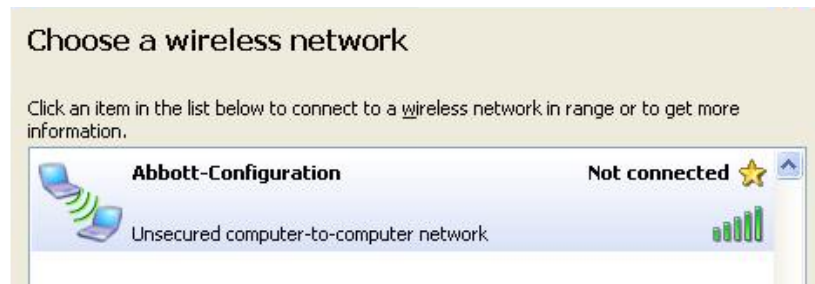 Choose a wireless network
Click an item in the list below to connect to a wireless network in range or to get more
information.
Abbott-Configuration Not connected
Unsecured computer-to-computer network